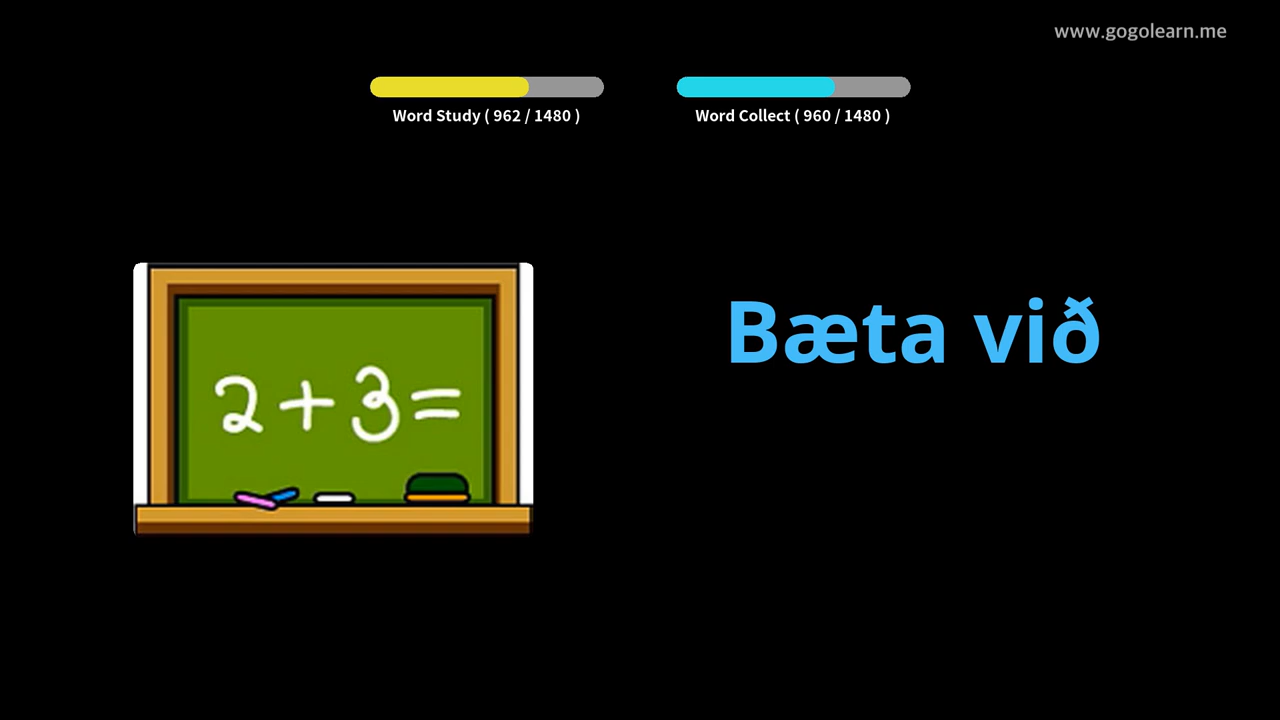 www.gogolearn.me
Word Study ( 962 / 1480 )
Word Collect ( 960 / 1480 )
2 + 3 =
Bæta við